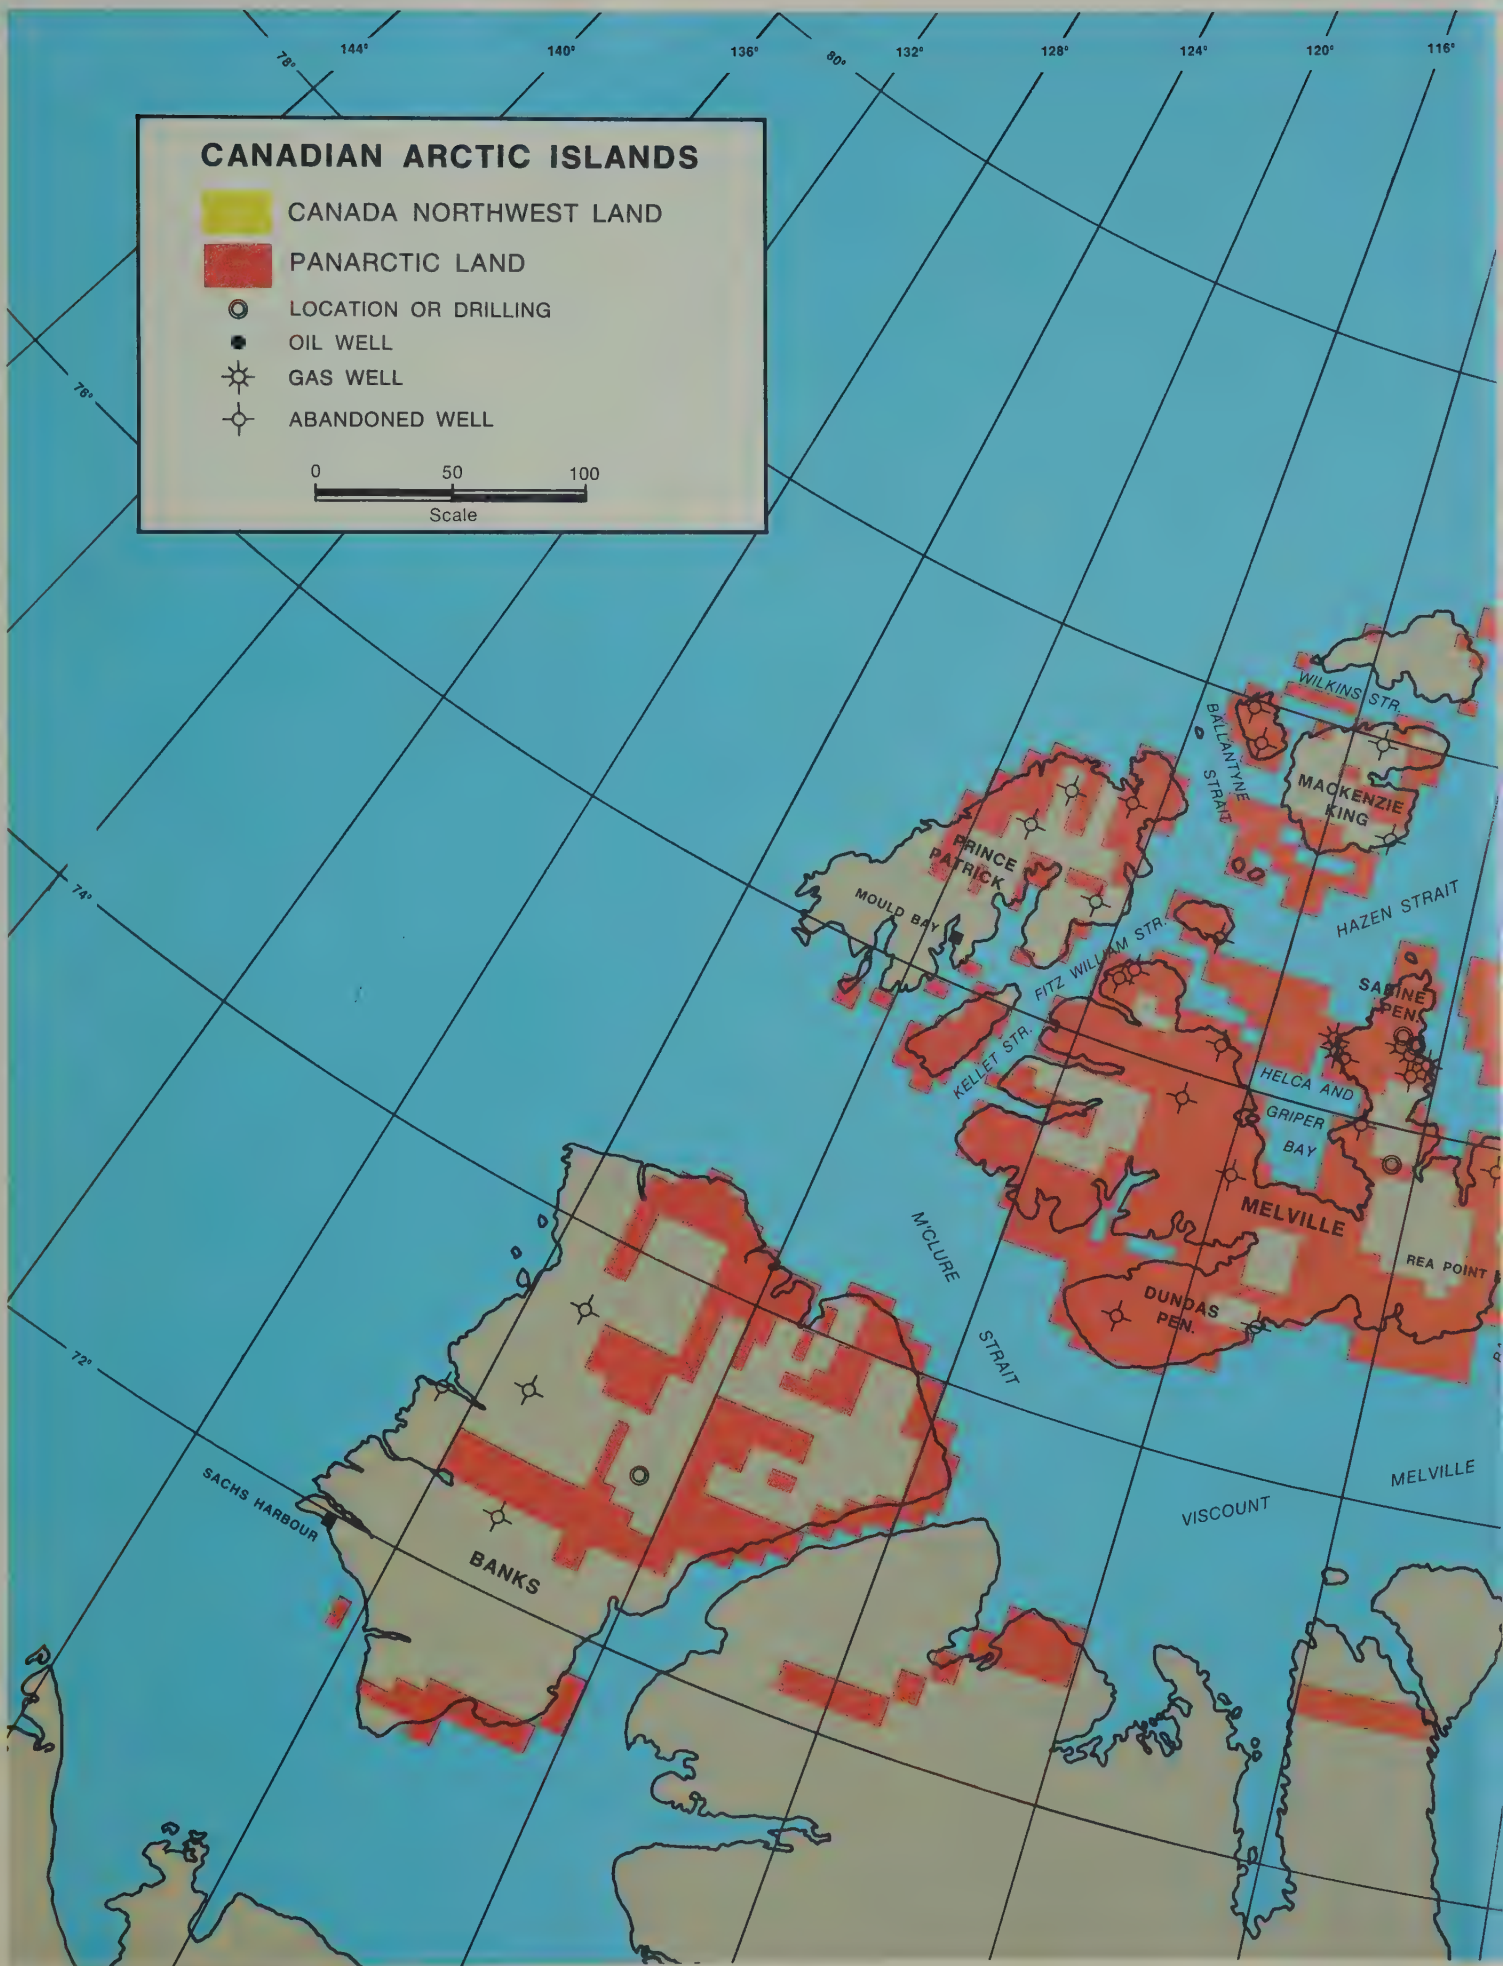 144°
140°
136°
132°
128°
124°
120°
116°
78°
80°
CANADIAN ARCTIC ISLANDS
CANADA NORTHWEST LAND
PANARCTIC LAND
LOCATION OR DRILLING
OIL WELL
GAS WELL
ABANDONED WELL
0 50 100
Scale
76°
74°
72°
WILKINS STR.
BALLANTYNE
STRAIT
MACKENZIE
KING
PRINCE
PATRICK
MOULD BAY
HAZEN STRAIT
FITZ WILLIAM STR.
SABINE
PEN.
KELLET STR.
HELCA AND
GRIPER
BAY
MELVILLE
REA POINT
M'CLURE
STRAIT
DUNDAS
PEN.
VISCOUNT
MELVILLE
SACHS HARBOUR
BANKS